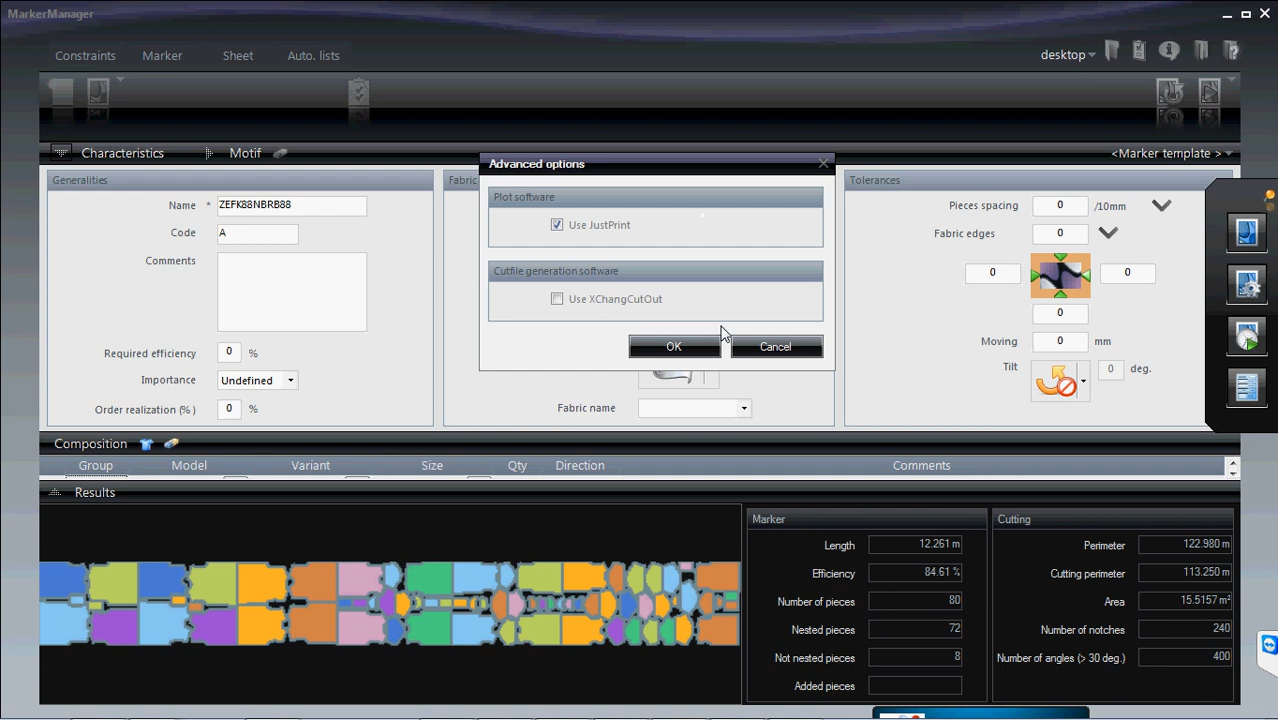 MarkerManager
Constraints Marker Sheet Auto. lists
desktop
Characteristics Motif
<Marker template >
Generalities
Name * ZEFK88NBRB88
Code A
Comments
Required efficiency 0 %
Importance Undefined
Order realization (% ) 0 %
Fabric
Fabric name
Advanced options
Plot software
Use JustPrint
Cutfile generation software
Use XChangCutOut
OK Cancel
Tolerances
Pieces spacing 0 /10mm
Fabric edges 0
0 0
0
Moving 0 mm
Tilt 0 deg.
Composition
Group Model Variant Size Qty Direction Comments
Results
Marker
Length 12.261 m
Efficiency 84.61 %
Number of pieces 80
Nested pieces 72
Not nested pieces 8
Added pieces
Cutting
Perimeter 122.980 m
Cutting perimeter 113.250 m
Area 15.5157 m²
Number of notches 240
Number of angles (> 30 deg.) 400